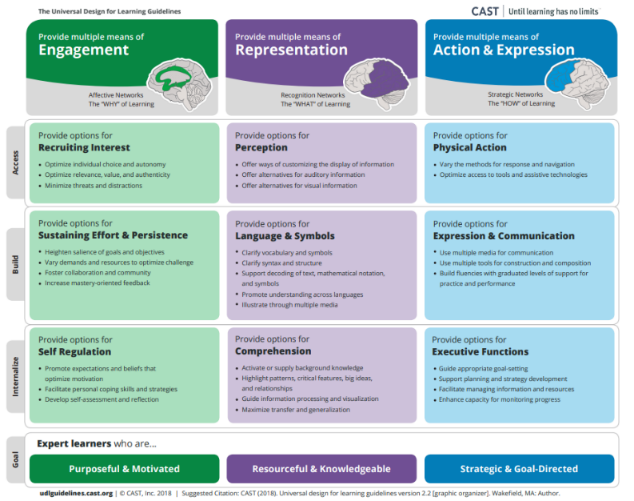 The Universal Design for Learning Guidelines
CAST | Until learning has no limits
Provide multiple means of
Engagement
Affective Networks
The "WHY" of Learning
Provide multiple means of
Representation
Recognition Networks
The "WHAT" of Learning
Provide multiple means of
Action & Expression
Strategic Networks
The "HOW" of Learning
Access
Provide options for
Recruiting Interest
• Optimize individual choice and autonomy
• Optimize relevance, value, and authenticity
• Minimize threats and distractions
Provide options for
Perception
• Offer ways of customizing the display of information
• Offer alternatives for auditory information
• Offer alternatives for visual information
Provide options for
Physical Action
• Vary the methods for response and navigation
• Optimize access to tools and assistive technologies
Build
Provide options for
Sustaining Effort & Persistence
• Heighten salience of goals and objectives
• Vary demands and resources to optimize challenge
• Foster collaboration and community
• Increase mastery-oriented feedback
Provide options for
Language & Symbols
• Clarify vocabulary and symbols
• Clarify syntax and structure
• Support decoding of text, mathematical notation,
and symbols
• Promote understanding across languages
• Illustrate through multiple media
Provide options for
Expression & Communication
• Use multiple media for communication
• Use multiple tools for construction and composition
• Build fluencies with graduated levels of support for
practice and performance
Internalize
Provide options for
Self Regulation
• Promote expectations and beliefs that
optimize motivation
• Facilitate personal coping skills and strategies
• Develop self-assessment and reflection
Provide options for
Comprehension
• Activate or supply background knowledge
• Highlight patterns, critical features, big ideas,
and relationships
• Guide information processing and visualization
• Maximize transfer and generalization
Provide options for
Executive Functions
• Guide appropriate goal-setting
• Support planning and strategy development
• Facilitate managing information and resources
• Enhance capacity for monitoring progress
Goal
Expert learners who are...
Purposeful & Motivated
Resourceful & Knowledgeable
Strategic & Goal-Directed
udlguidelines.cast.org | © CAST, Inc. 2018 | Suggested Citation: CAST (2018). Universal design for learning guidelines version 2.2 [graphic organizer]. Wakefield, MA: Author.